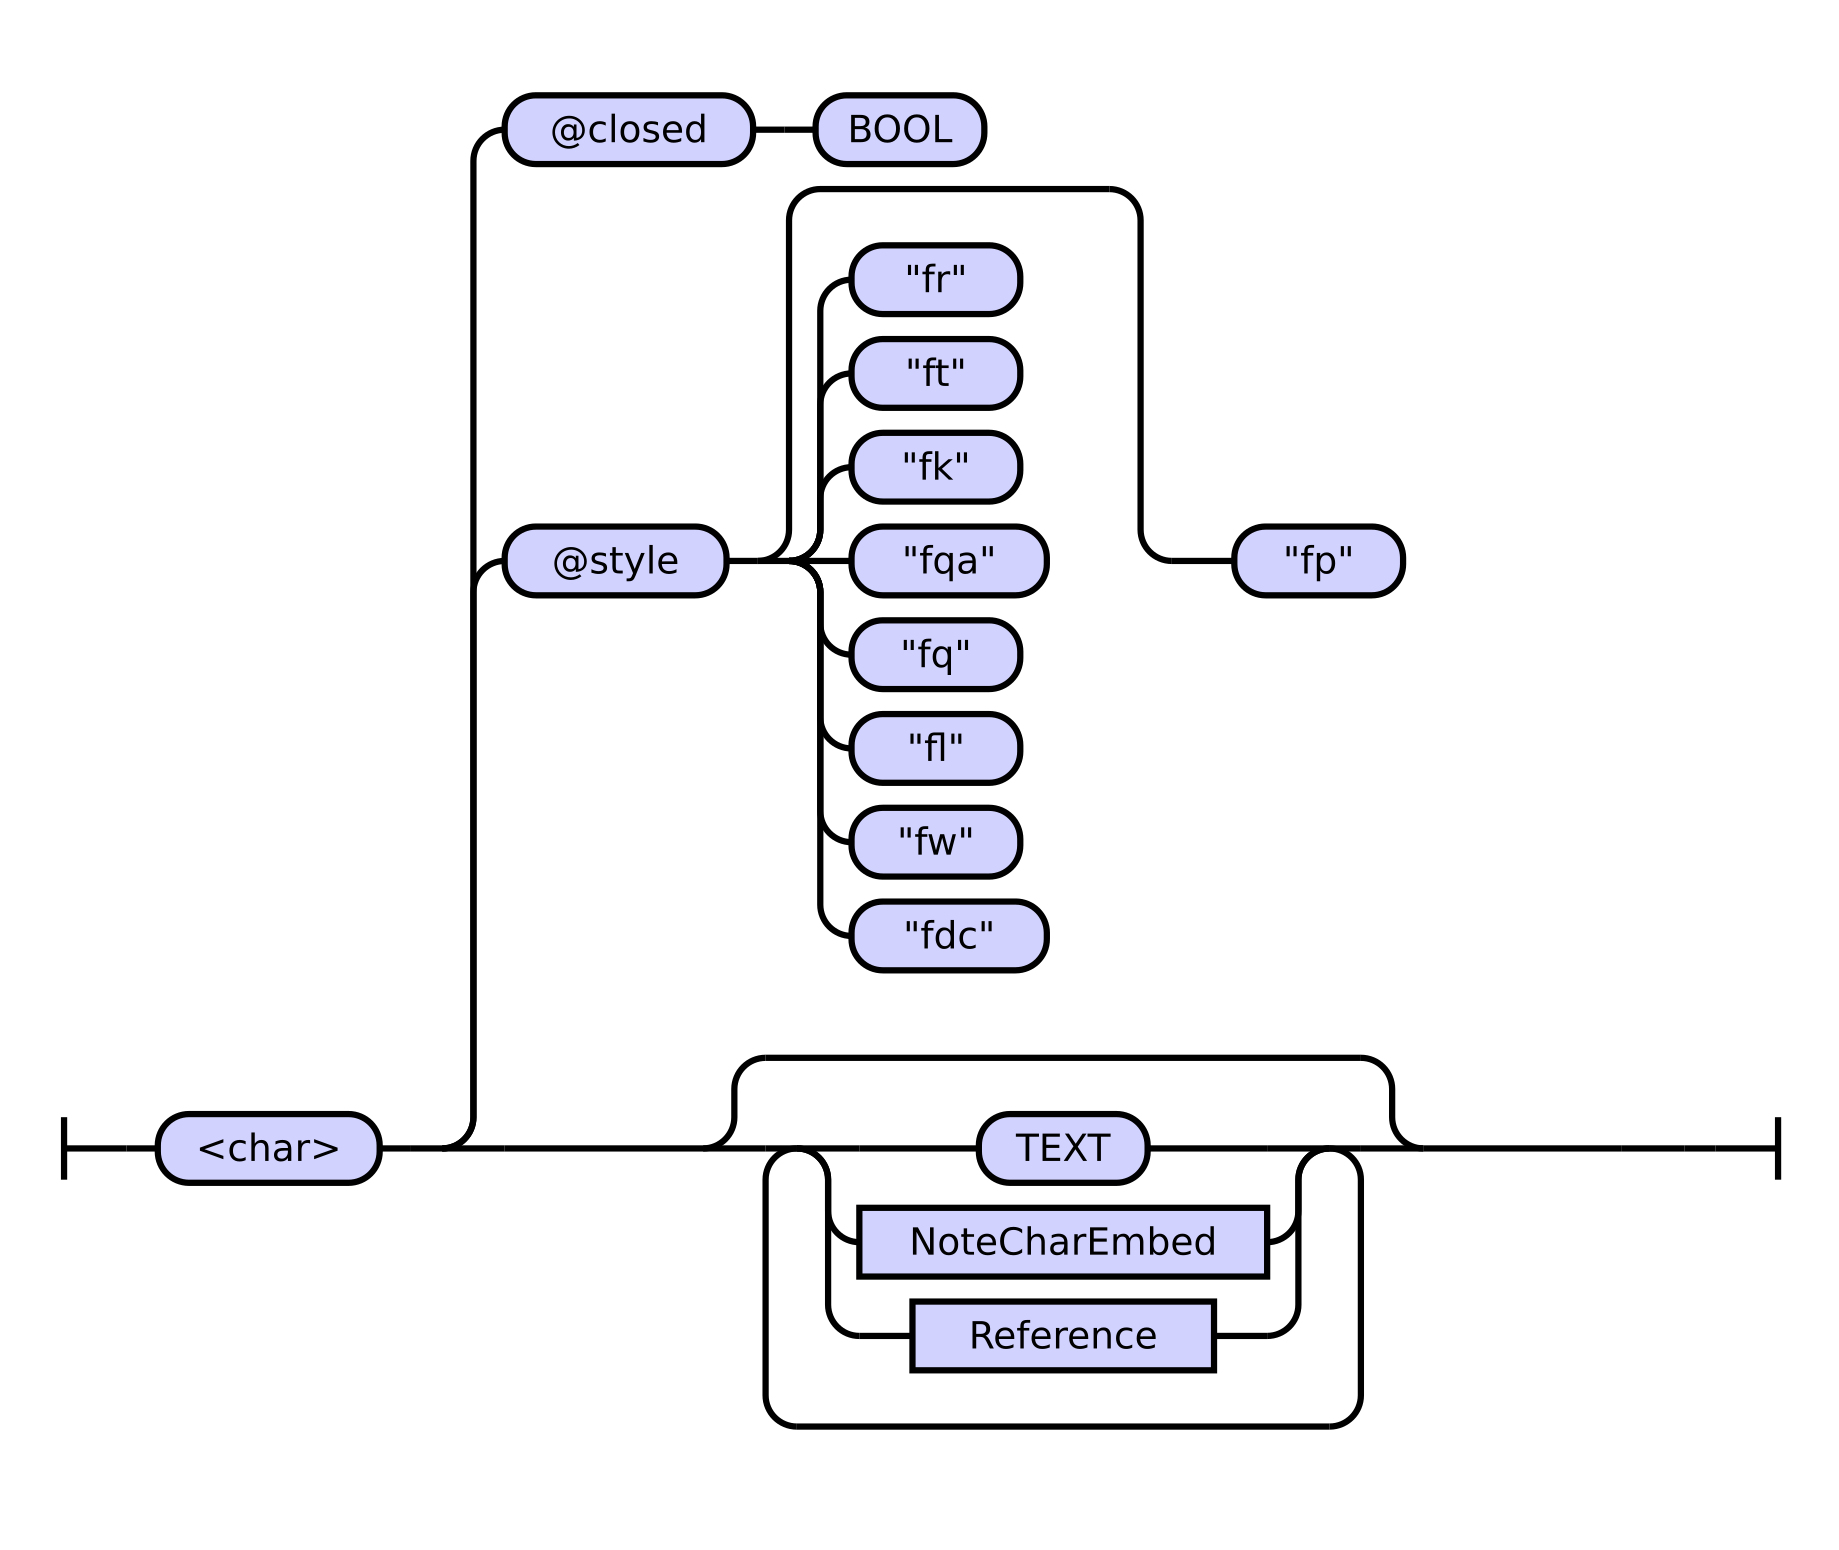 @closed BOOL
"fr"
"ft"
"fk"
@style "fqa" "fp"
"fq"
"fl"
"fw"
"fdc"
<char> TEXT
NoteCharEmbed
Reference